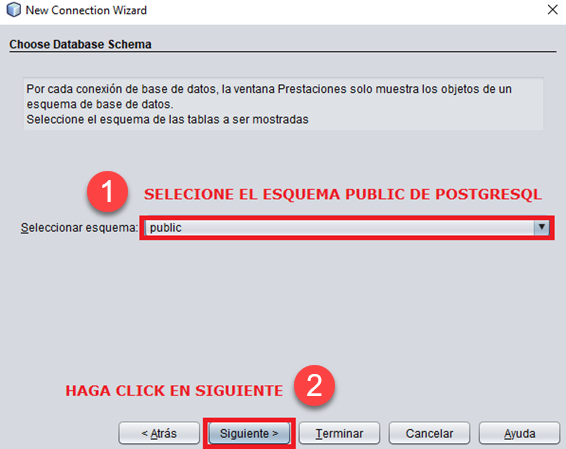 New Connection Wizard
Choose Database Schema
Por cada conexión de base de datos, la ventana Prestaciones solo muestra los objetos de un
esquema de base de datos.
Seleccione el esquema de las tablas a ser mostradas
1 SELECIONE EL ESQUEMA PUBLIC DE POSTGRESQL
Seleccionar esquema: public
HAGA CLICK EN SIGUIENTE 2
< Atrás Siguiente > Terminar Cancelar Ayuda